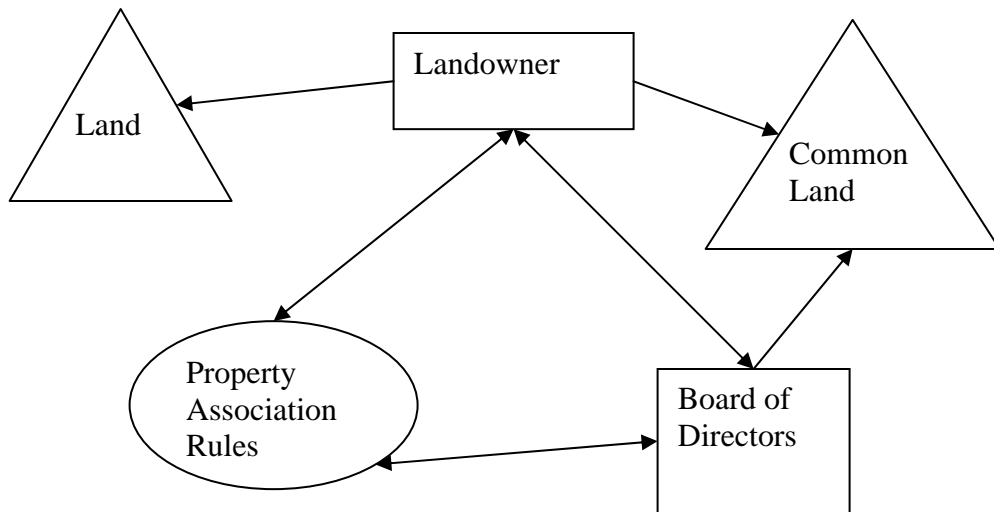 Landowner
Land
Common
Land
Property
Association
Rules
Board of
Directors